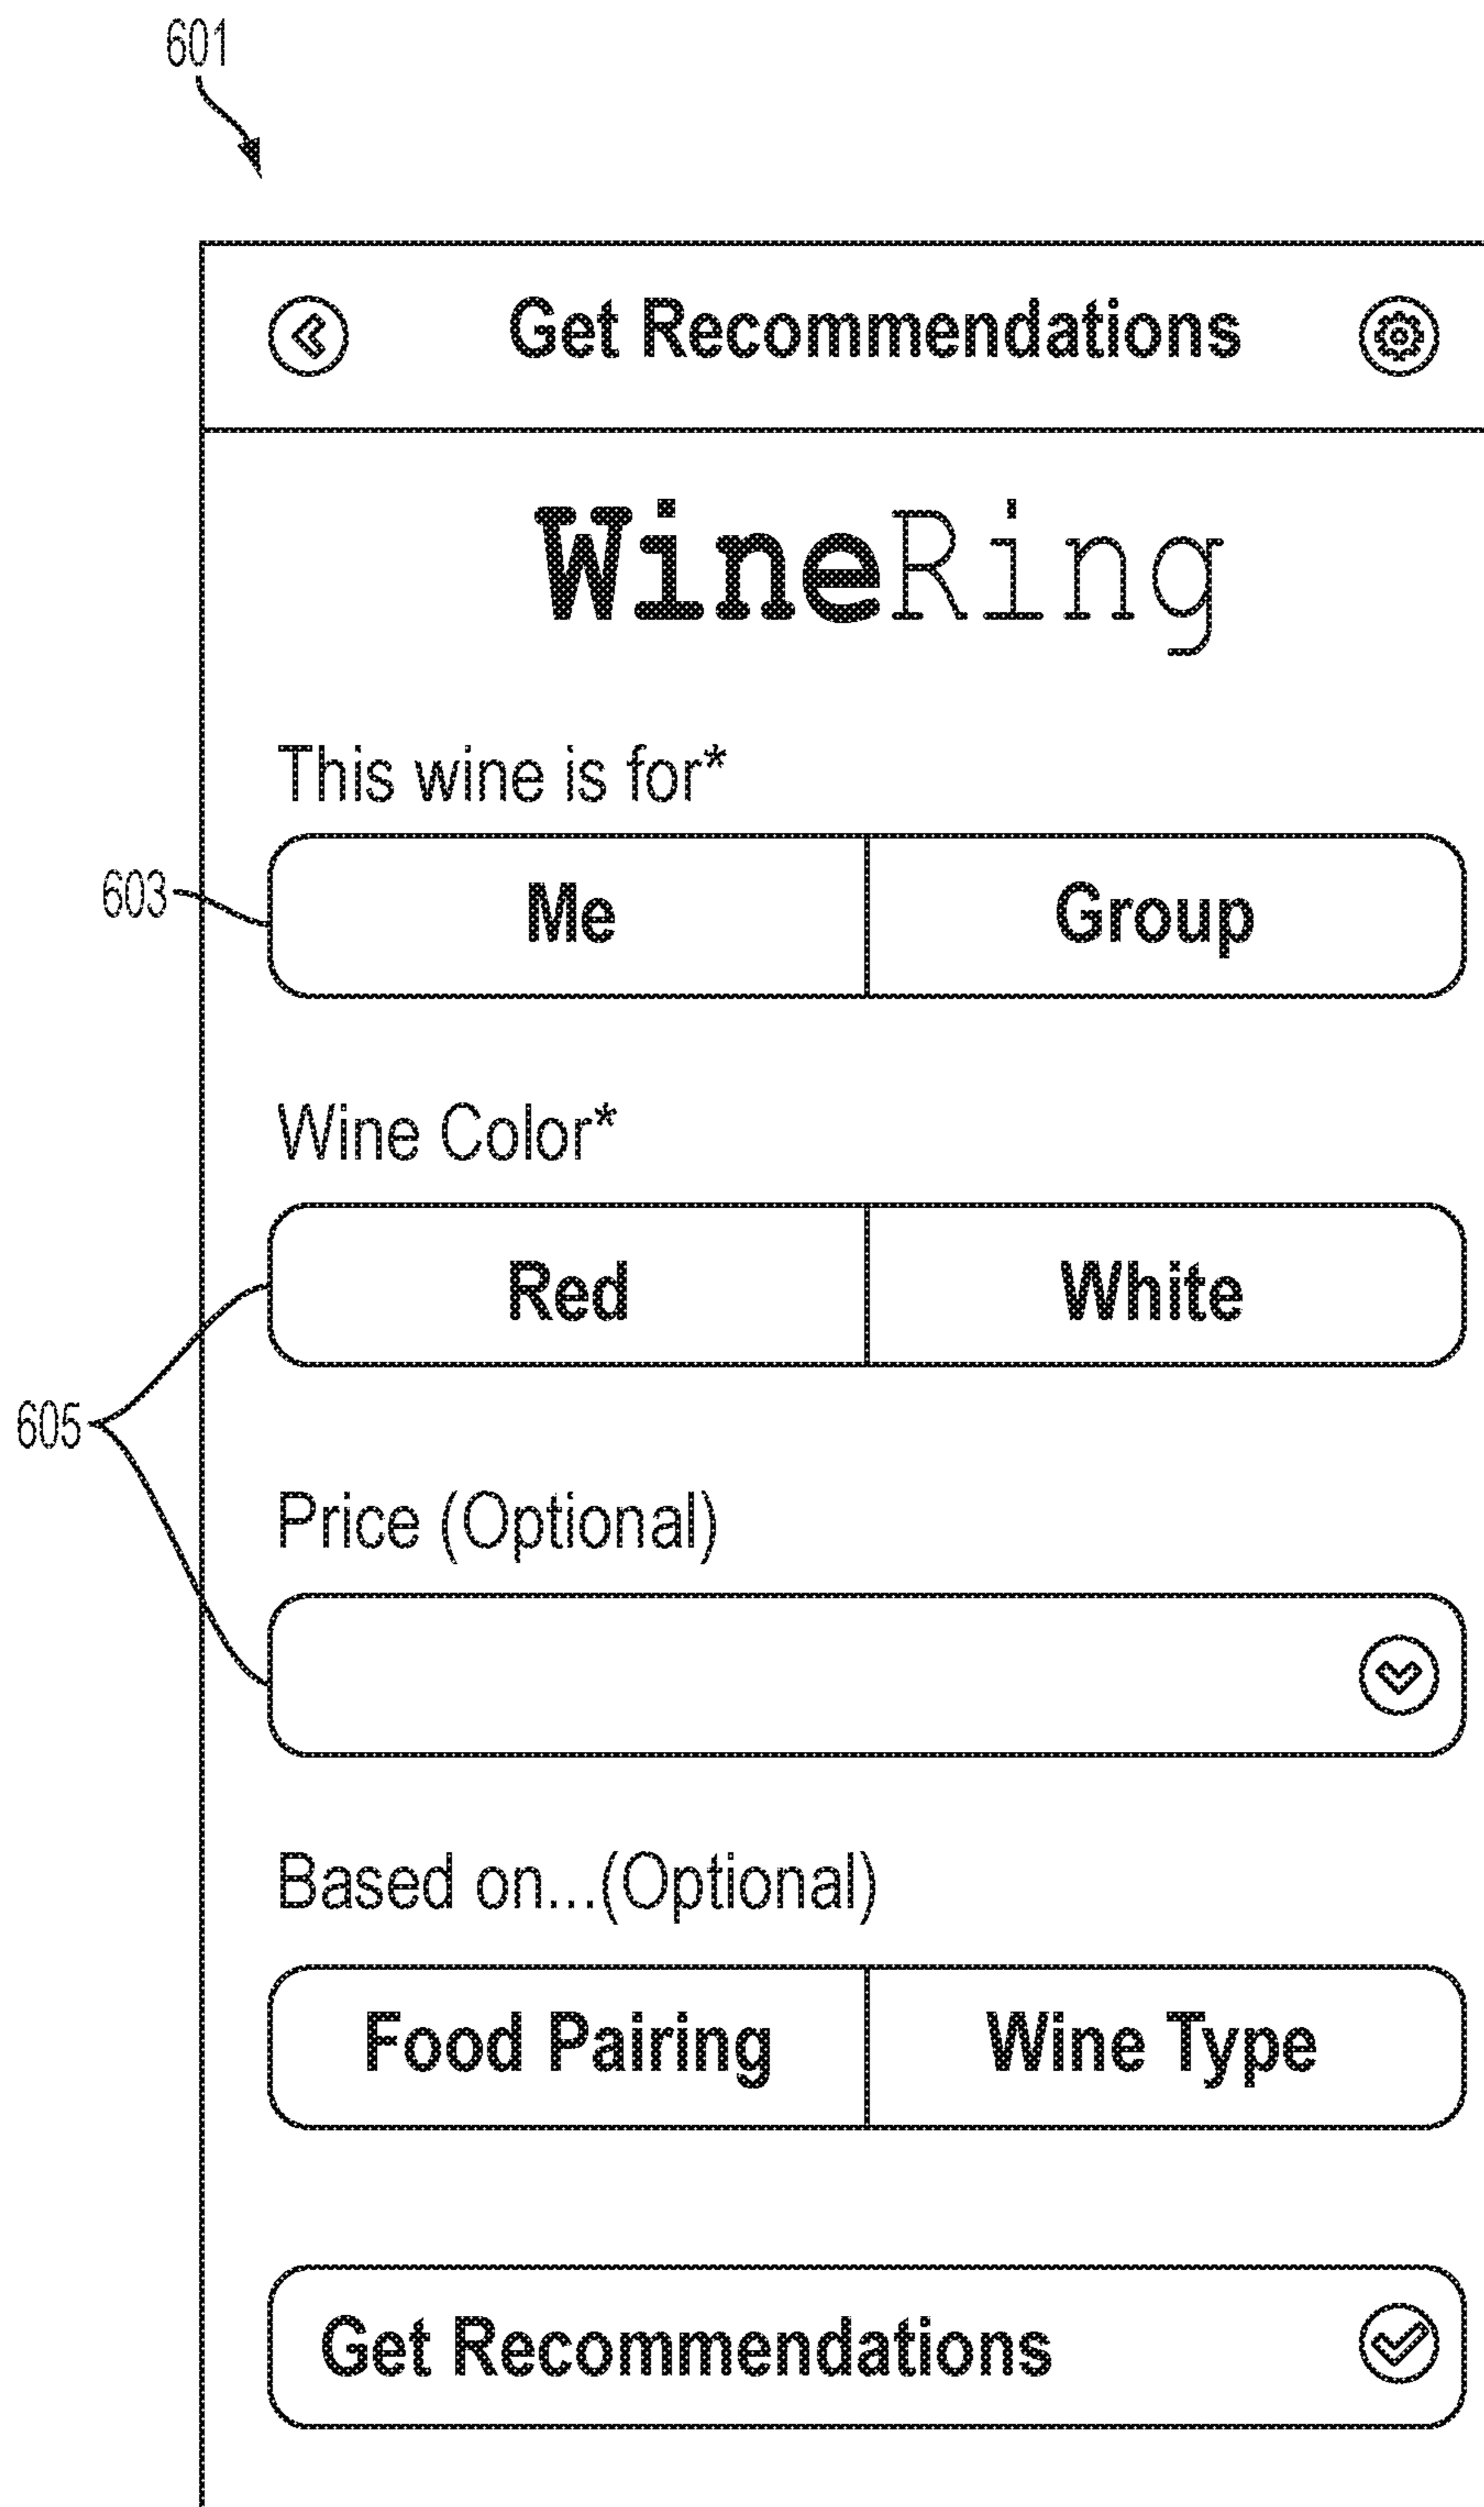 601
Get Recommendations
WineRing
This wine is for*
603
Me Group
Wine Color*
Red White
605
Price (Optional)
Based on...(Optional)
Food Pairing Wine Type
Get Recommendations